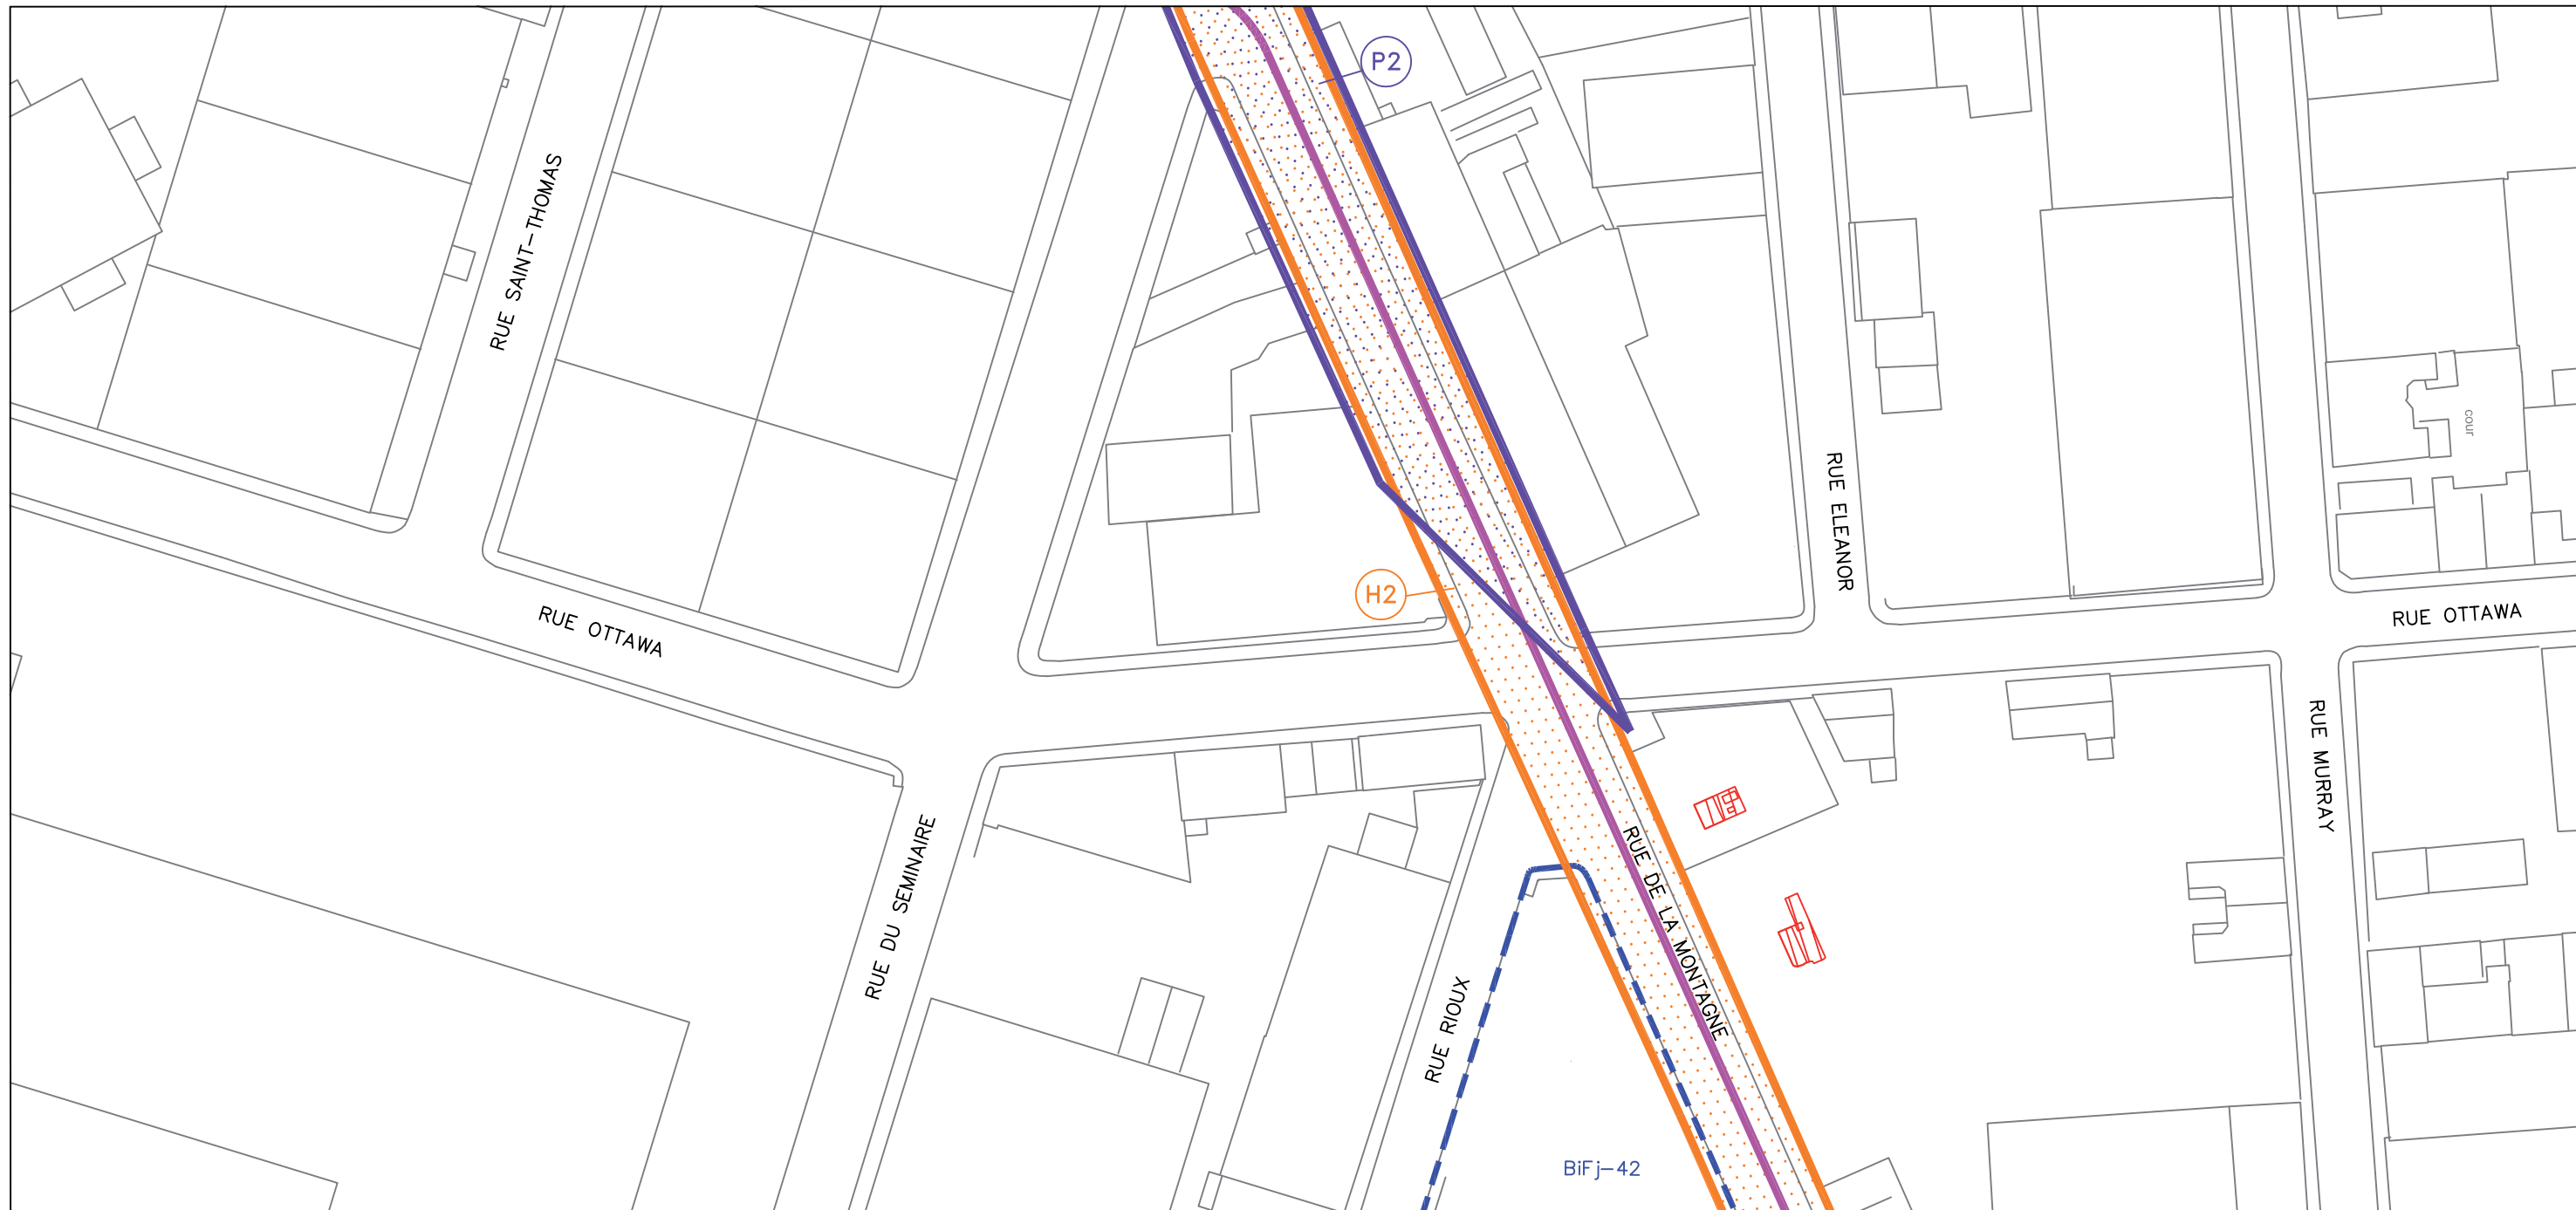 P2
RUE SAINT-THOMAS
cour
RUE ELEANOR
H2
RUE OTTAWA
RUE OTTAWA
RUE MURRAY
RUE DU SEMINAIRE
RUE DE LA MONTAGNE
RUE RIOUX
BiFj-42